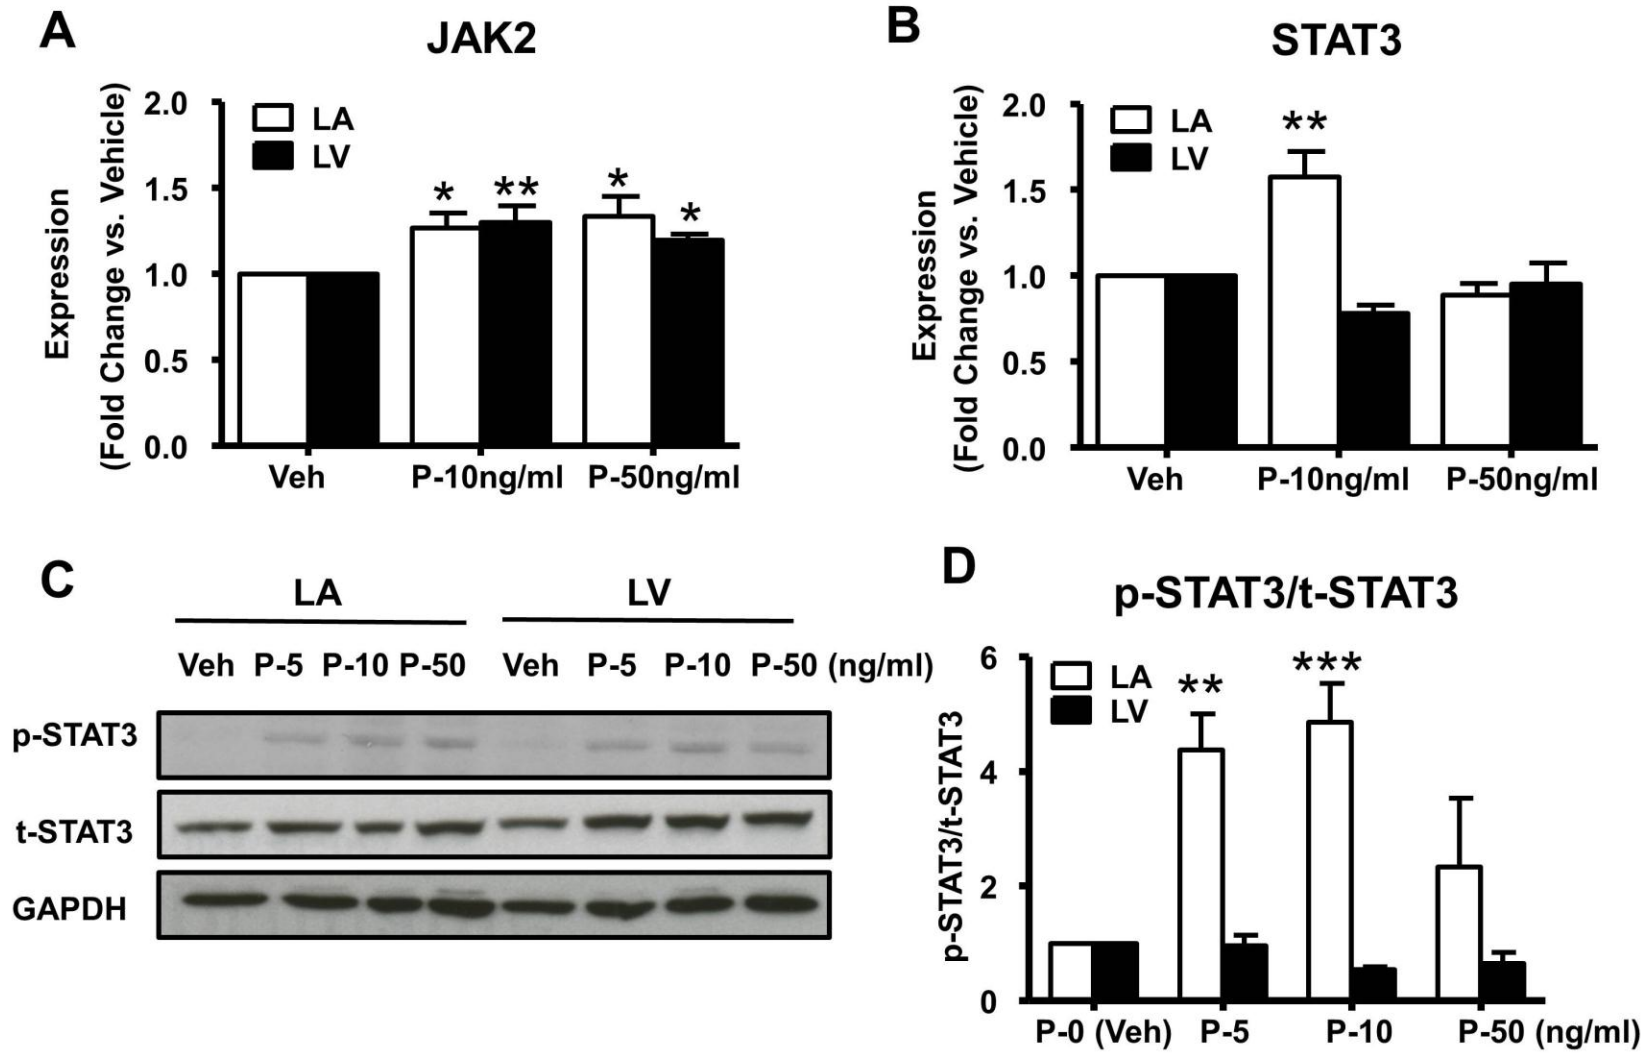 A
JAK2
Expression
(Fold Change vs. Vehicle)
2.0
1.5
1.0
0.5
0.0
LA
LV
*
**
*
*
Veh P-10ng/ml P-50ng/ml
B
STAT3
Expression
(Fold Change vs. Vehicle)
2.0
1.5
1.0
0.5
0.0
LA
LV
**
Veh P-10ng/ml P-50ng/ml
C
LA LV
Veh P-5 P-10 P-50 Veh P-5 P-10 P-50 (ng/ml)
p-STAT3
t-STAT3
GAPDH
D
p-STAT3/t-STAT3
p-STAT3/t-STAT3
6
4
2
0
LA
LV
**
***
P-0 (Veh) P-5 P-10 P-50 (ng/ml)